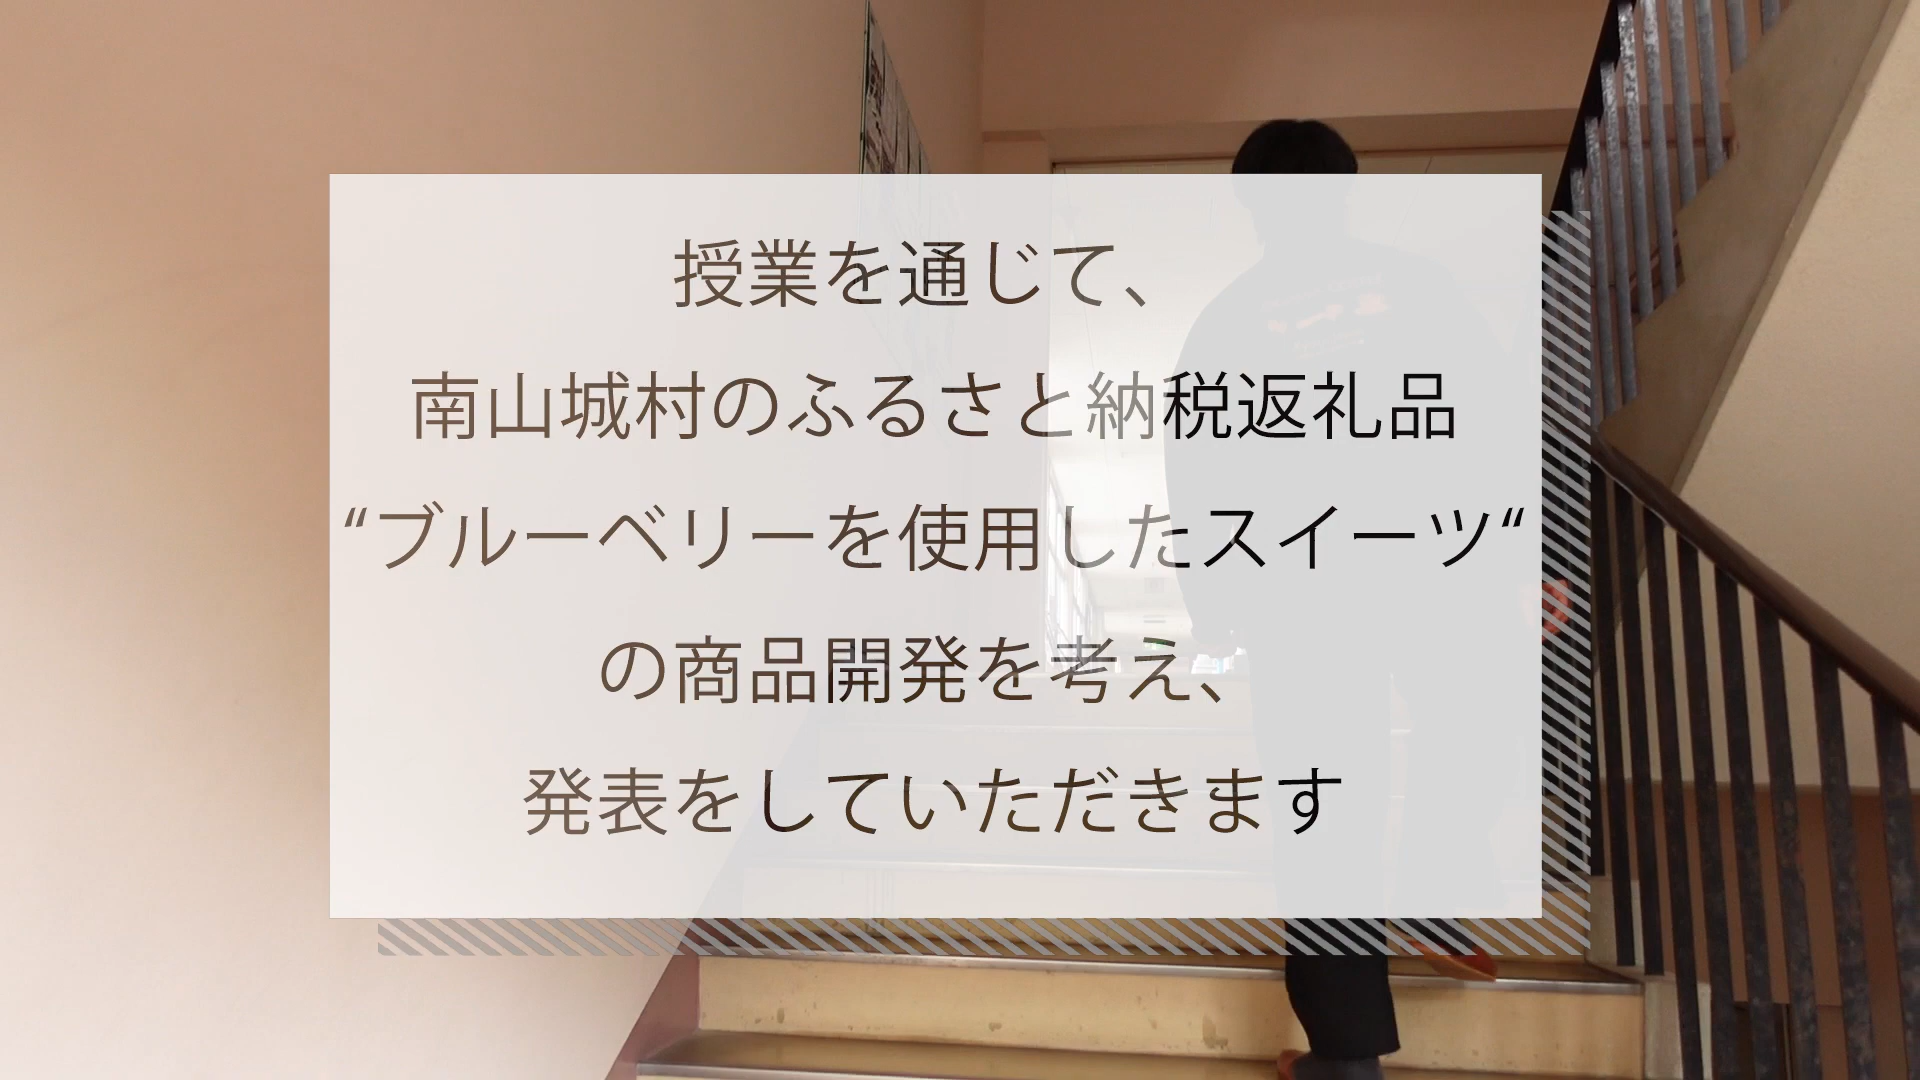 授業を通じて、
南山城村のふるさと納税返礼品
“ブルーベリーを使用したスイーツ“
の商品開発を考え、
発表をしていただきます